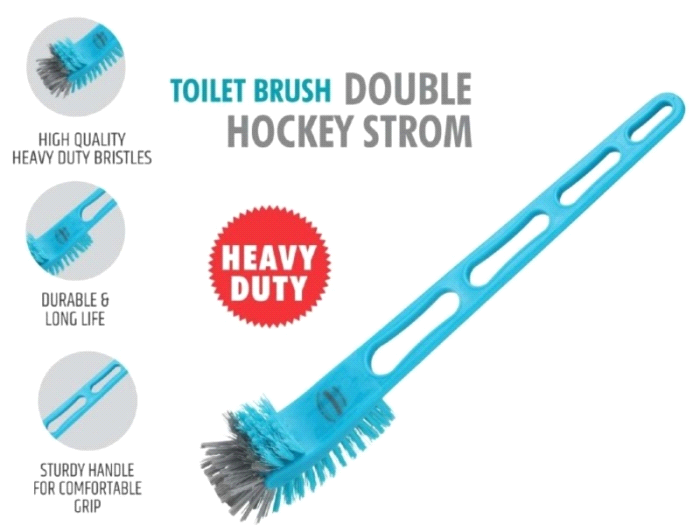 TOILET BRUSH DOUBLE
HOCKEY STROM
HIGH QUALITY
HEAVY DUTY BRISTLES
HEAVY
DUTY
DURABLE &
LONG LIFE
STURDY HANDLE
FOR COMFORTABLE
GRIP